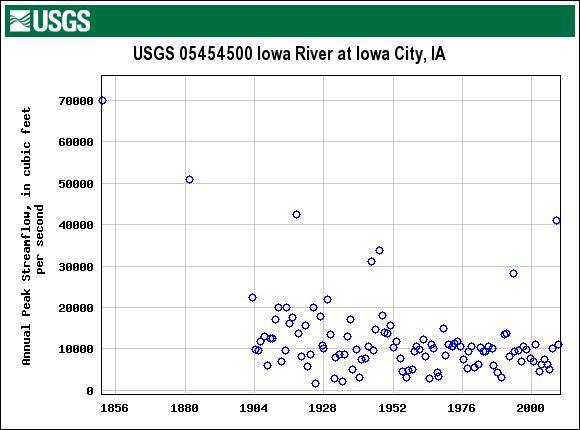 USGS
USGS 05454500 Iowa River at Iowa City, IA
Annual Peak Streamflow, in cubic feet
per second
70000
60000
50000
40000
30000
20000
10000
0
1856 1880 1904 1928 1952 1976 2000